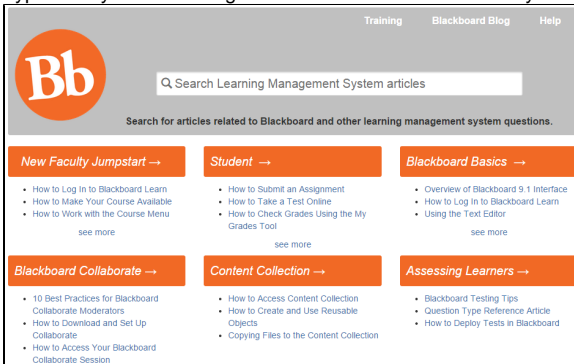 Training Blackboard Blog Help
Bb
Search Learning Management System articles
Search for articles related to Blackboard and other learning management system questions.
New Faculty Jumpstart →
• How to Log In to Blackboard Learn
• How to Make Your Course Available
• How to Work with the Course Menu
see more
Student →
• How to Submit an Assignment
• How to Take a Test Online
• How to Check Grades Using the My
Grades Tool
see more
Blackboard Basics →
• Overview of Blackboard 9.1 Interface
• How to Log In to Blackboard Learn
• Using the Text Editor
see more
Blackboard Collaborate →
• 10 Best Practices for Blackboard
Collaborate Moderators
• How to Download and Set Up
Collaborate
• How to Access Your Blackboard
Collaborate Session
Content Collection →
• How to Access Content Collection
• How to Create and Use Reusable
Objects
• Copying Files to the Content Collection
Assessing Learners →
• Blackboard Testing Tips
• Question Type Reference Article
• How to Deploy Tests in Blackboard